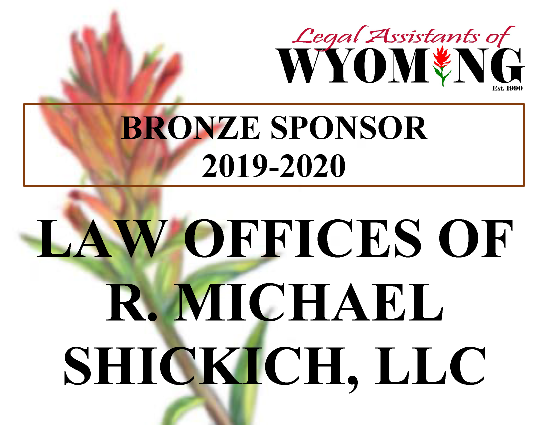 Legal Assistants of
WYOMING
Est. 1990
BRONZE SPONSOR
2019-2020
LAW OFFICES OF
R. MICHAEL
SHICKICH, LLC